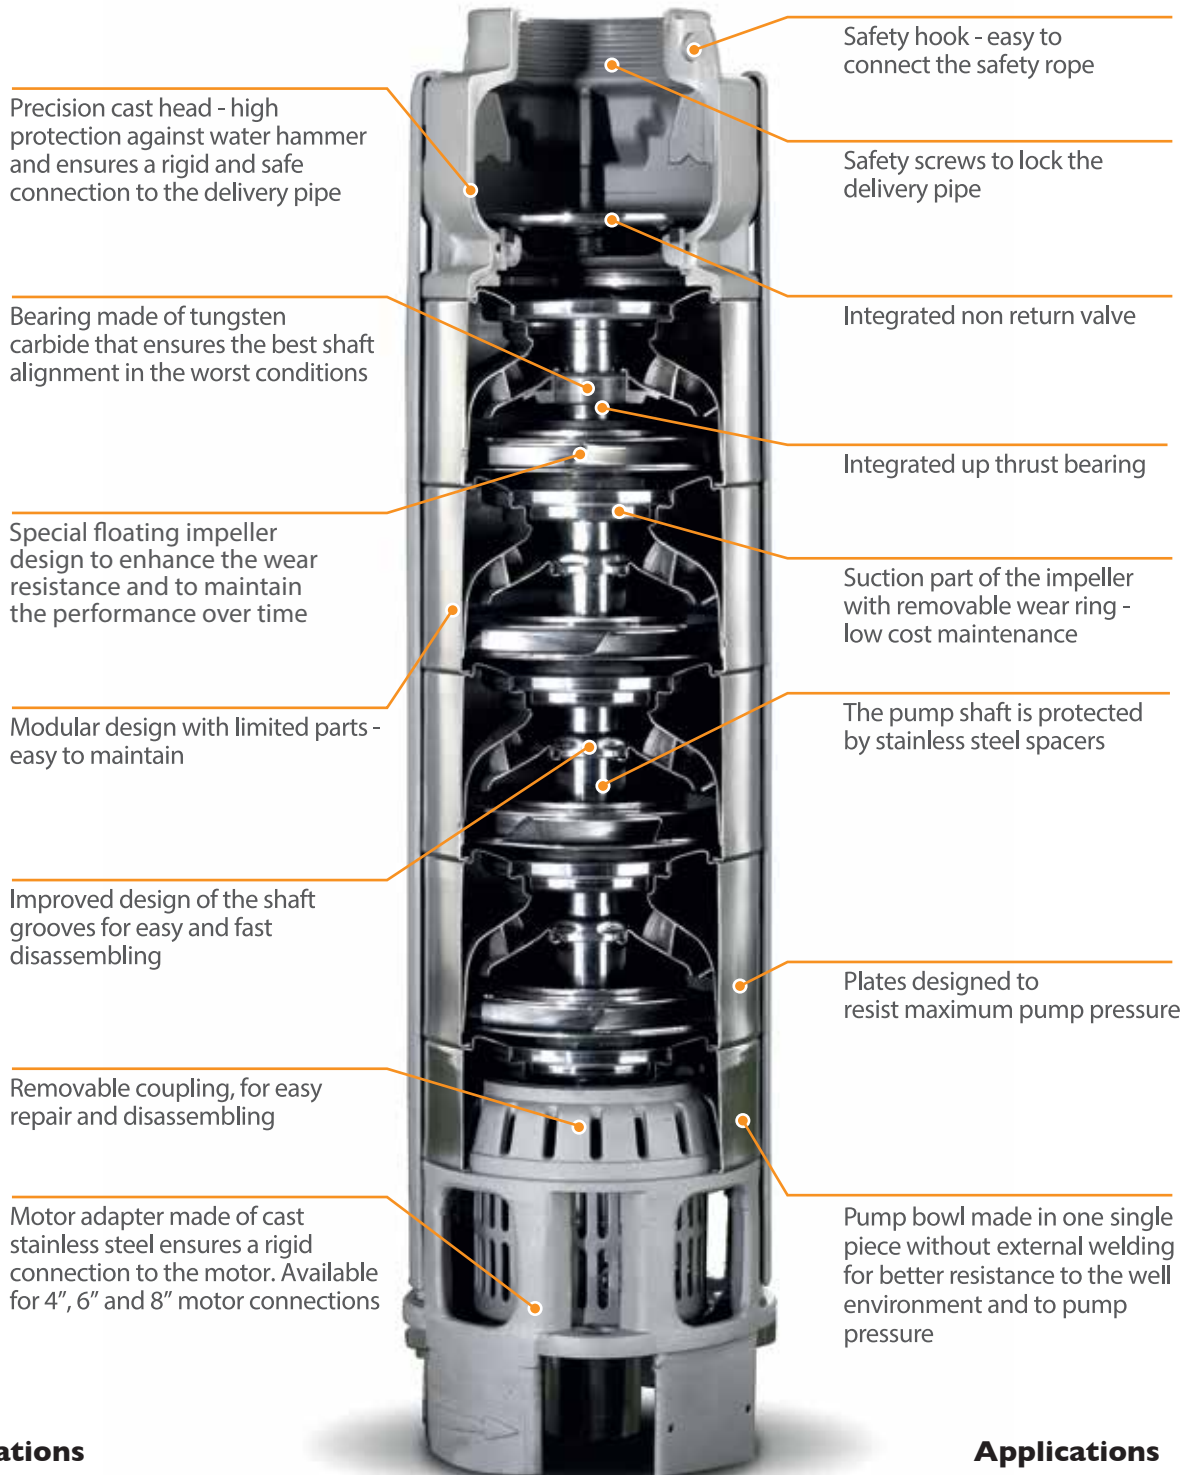 Precision cast head - high
protection against water hammer
and ensures a rigid and safe
connection to the delivery pipe
Bearing made of tungsten
carbide that ensures the best shaft
alignment in the worst conditions
Special floating impeller
design to enhance the wear
resistance and to maintain
the performance over time
Modular design with limited parts -
easy to maintain
Improved design of the shaft
grooves for easy and fast
disassembling
Removable coupling, for easy
repair and disassembling
Motor adapter made of cast
stainless steel ensures a rigid
connection to the motor. Available
for 4”, 6” and 8” motor connections
Safety hook - easy to
connect the safety rope
Safety screws to lock the
delivery pipe
Integrated non return valve
Integrated up thrust bearing
Suction part of the impeller
with removable wear ring -
low cost maintenance
The pump shaft is protected
by stainless steel spacers
Plates designed to
resist maximum pump pressure
Pump bowl made in one single
piece without external welding
for better resistance to the well
environment and to pump
pressure
ations
Applications